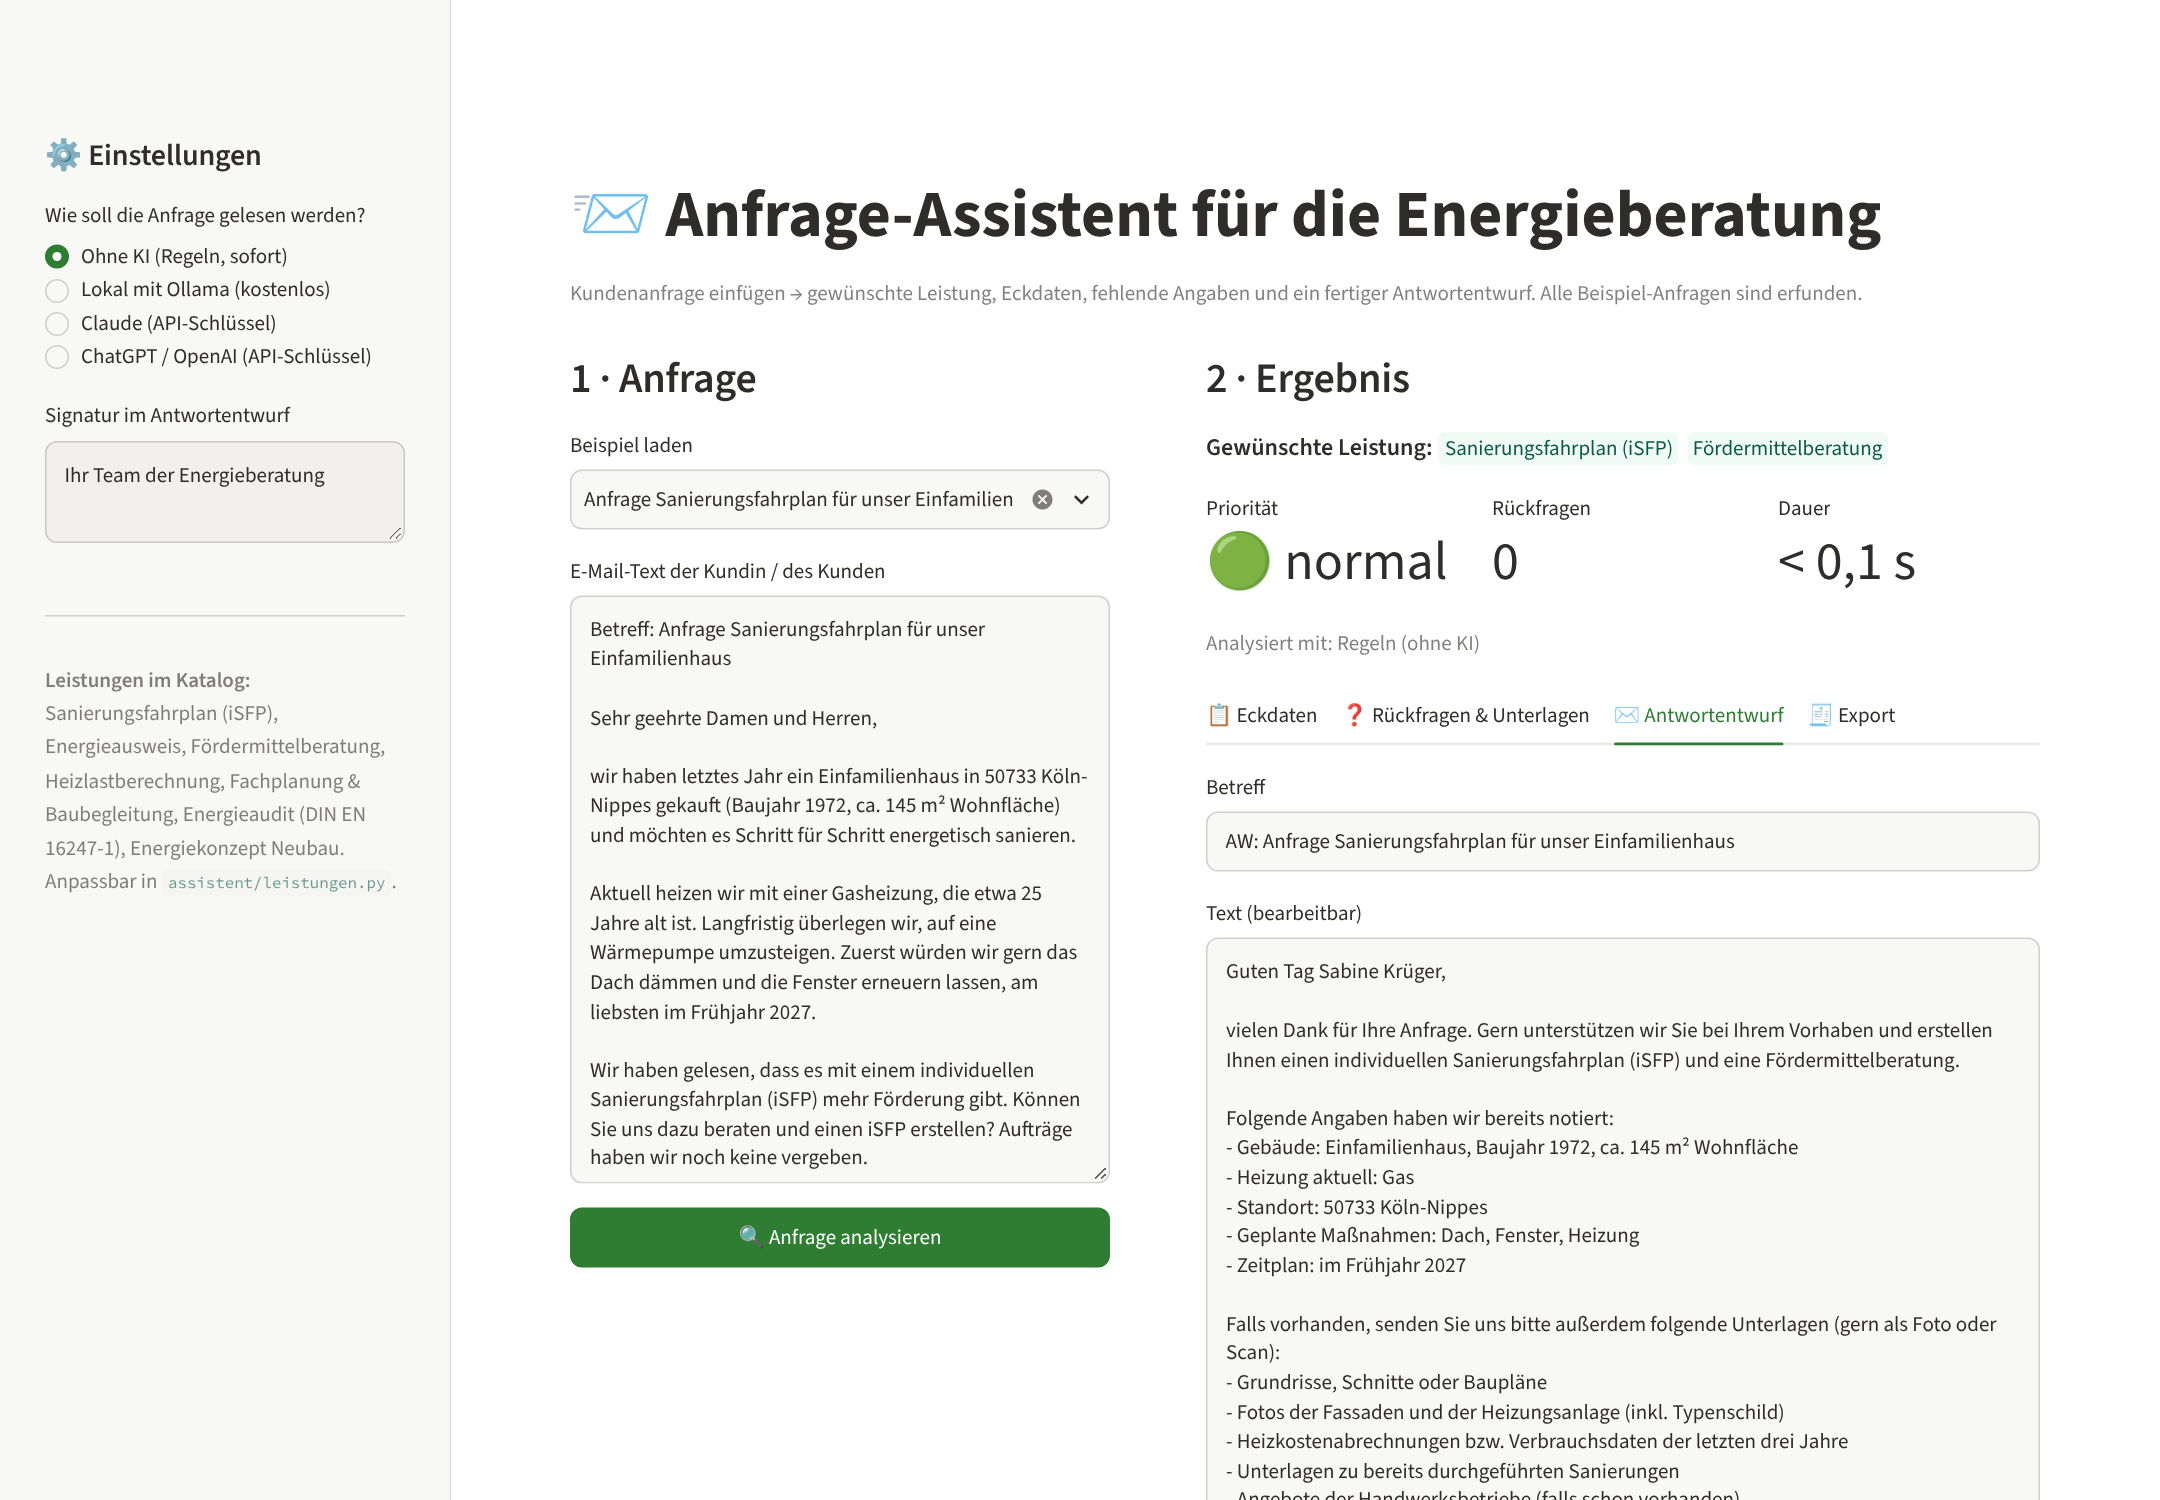 Einstellungen
Wie soll die Anfrage gelesen werden?
Ohne KI (Regeln, sofort)
Lokal mit Ollama (kostenlos)
Claude (API-Schlüssel)
ChatGPT / OpenAI (API-Schlüssel)
Signatur im Antwortentwurf
Ihr Team der Energieberatung
Leistungen im Katalog:
Sanierungsfahrplan (iSFP),
Energieausweis, Fördermittelberatung,
Heizlastberechnung, Fachplanung &
Baubegleitung, Energieaudit (DIN EN
16247-1), Energiekonzept Neubau.
Anpassbar in assistent/leistungen.py .
Anfrage-Assistent für die Energieberatung
Kundenanfrage einfügen → gewünschte Leistung, Eckdaten, fehlende Angaben und ein fertiger Antwortentwurf. Alle Beispiel-Anfragen sind erfunden.
1 · Anfrage
Beispiel laden
Anfrage Sanierungsfahrplan für unser Einfamilien
E-Mail-Text der Kundin / des Kunden
Betreff: Anfrage Sanierungsfahrplan für unser
Einfamilienhaus
Sehr geehrte Damen und Herren,
wir haben letztes Jahr ein Einfamilienhaus in 50733 Köln-
Nippes gekauft (Baujahr 1972, ca. 145 m² Wohnfläche)
und möchten es Schritt für Schritt energetisch sanieren.
Aktuell heizen wir mit einer Gasheizung, die etwa 25
Jahre alt ist. Langfristig überlegen wir, auf eine
Wärmepumpe umzusteigen. Zuerst würden wir gern das
Dach dämmen und die Fenster erneuern lassen, am
liebsten im Frühjahr 2027.
Wir haben gelesen, dass es mit einem individuellen
Sanierungsfahrplan (iSFP) mehr Förderung gibt. Können
Sie uns dazu beraten und einen iSFP erstellen? Aufträge
haben wir noch keine vergeben.
Anfrage analysieren
2 · Ergebnis
Gewünschte Leistung: Sanierungsfahrplan (iSFP) Fördermittelberatung
Priorität Rückfragen Dauer
normal 0 < 0,1 s
Analysiert mit: Regeln (ohne KI)
Eckdaten Rückfragen & Unterlagen Antwortentwurf Export
Betreff
AW: Anfrage Sanierungsfahrplan für unser Einfamilienhaus
Text (bearbeitbar)
Guten Tag Sabine Krüger,
vielen Dank für Ihre Anfrage. Gern unterstützen wir Sie bei Ihrem Vorhaben und erstellen
Ihnen einen individuellen Sanierungsfahrplan (iSFP) und eine Fördermittelberatung.
Folgende Angaben haben wir bereits notiert:
- Gebäude: Einfamilienhaus, Baujahr 1972, ca. 145 m² Wohnfläche
- Heizung aktuell: Gas
- Standort: 50733 Köln-Nippes
- Geplante Maßnahmen: Dach, Fenster, Heizung
- Zeitplan: im Frühjahr 2027
Falls vorhanden, senden Sie uns bitte außerdem folgende Unterlagen (gern als Foto oder
Scan):
- Grundrisse, Schnitte oder Baupläne
- Fotos der Fassaden und der Heizungsanlage (inkl. Typenschild)
- Heizkostenabrechnungen bzw. Verbrauchsdaten der letzten drei Jahre
- Unterlagen zu bereits durchgeführten Sanierungen
- Angebote der Handwerksbetriebe (falls schon vorhanden)